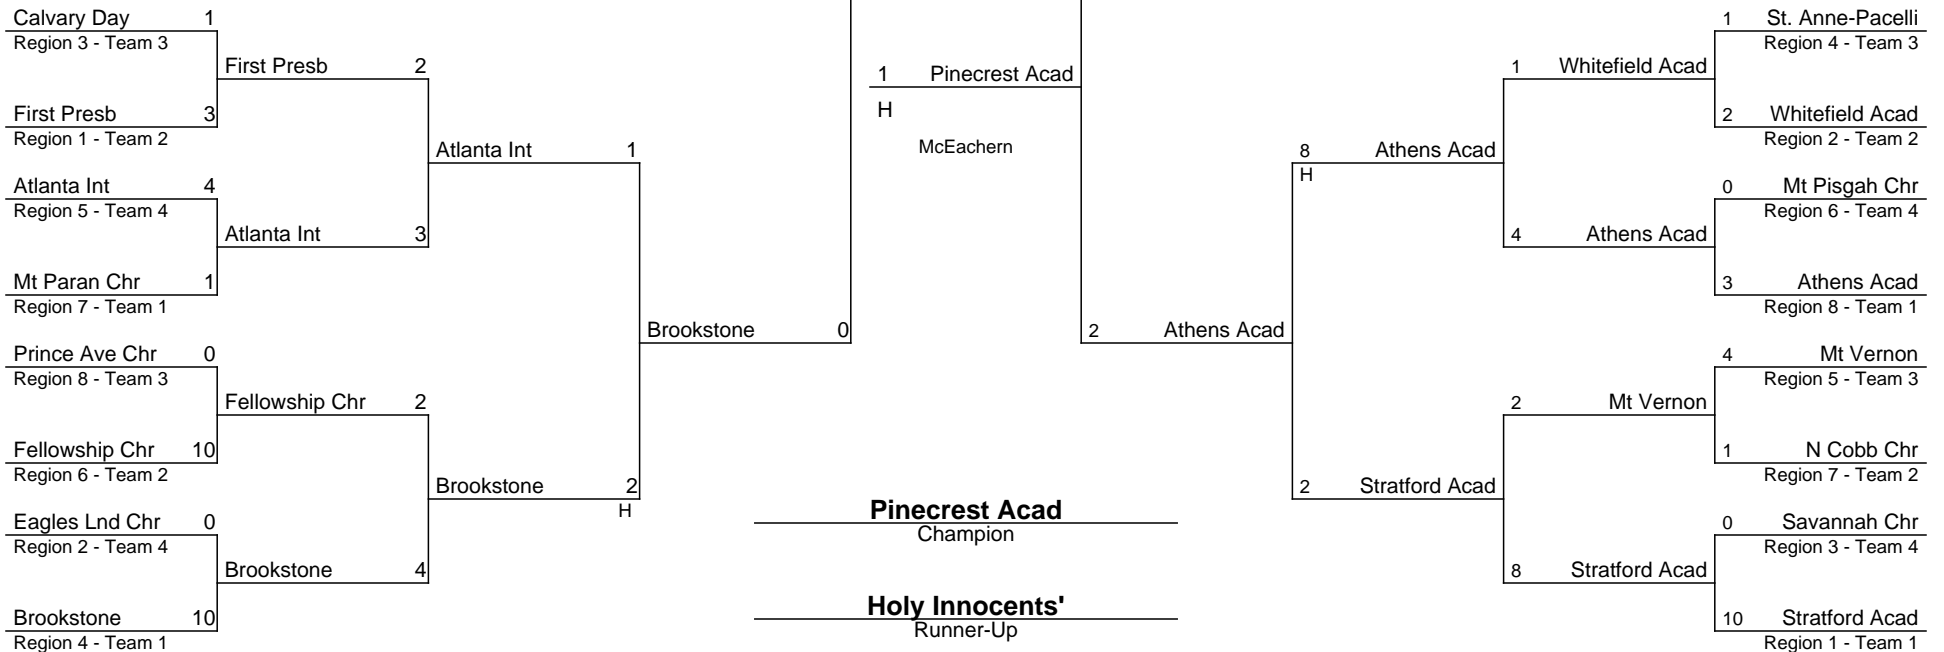 Calvary Day 1
Region 3 - Team 3
First Presb 2
First Presb 3
Region 1 - Team 2
Atlanta Int 1
Atlanta Int 4
Region 5 - Team 4
Atlanta Int 3
Mt Paran Chr 1
Region 7 - Team 1
Brookstone 0
Prince Ave Chr 0
Region 8 - Team 3
Fellowship Chr 2
Fellowship Chr 10
Region 6 - Team 2
Brookstone 2
H
Eagles Lnd Chr 0
Region 2 - Team 4
Brookstone 4
Brookstone 10
Region 4 - Team 1
1 Pinecrest Acad
H
McEachern
Pinecrest Acad
Champion
Holy Innocents'
Runner-Up
1 St. Anne-Pacelli
Region 4 - Team 3
1 Whitefield Acad
2 Whitefield Acad
Region 2 - Team 2
8 Athens Acad
H
0 Mt Pisgah Chr
Region 6 - Team 4
4 Athens Acad
3 Athens Acad
Region 8 - Team 1
2 Athens Acad
4 Mt Vernon
Region 5 - Team 3
2 Mt Vernon
1 N Cobb Chr
Region 7 - Team 2
2 Stratford Acad
0 Savannah Chr
Region 3 - Team 4
8 Stratford Acad
10 Stratford Acad
Region 1 - Team 1